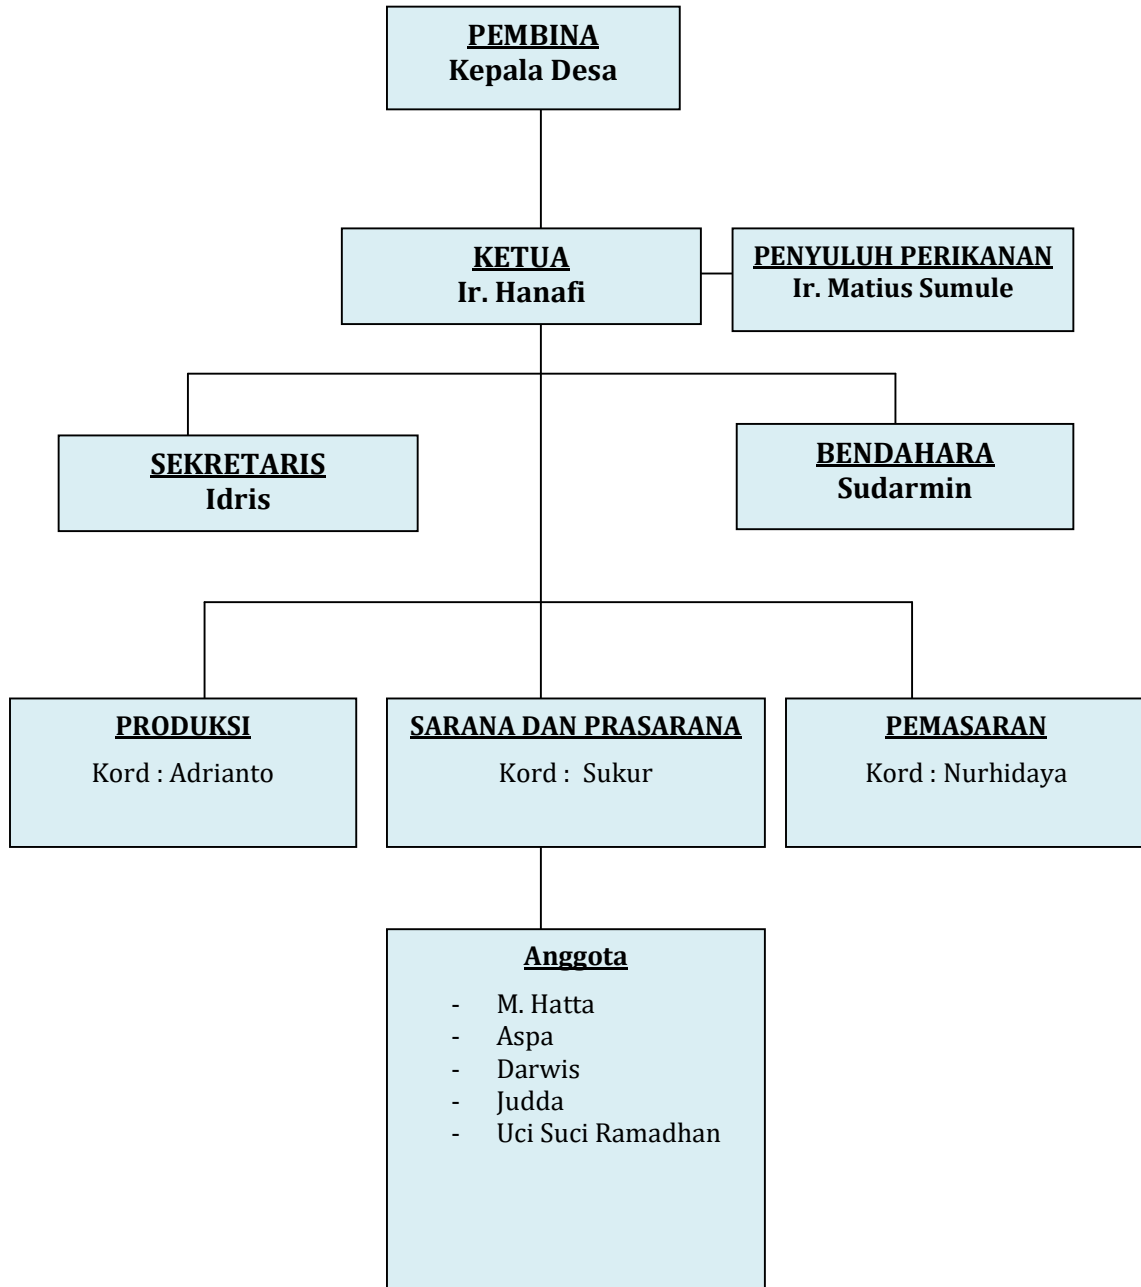 PEMBINA
Kepala Desa
KETUA
Ir. Hanafi
PENYULUH PERIKANAN
Ir. Matius Sumule
SEKRETARIS
Idris
BENDAHARA
Sudarmin
PRODUKSI
Kord : Adrianto
SARANA DAN PRASARANA
Kord :  Sukur
PEMASARAN
Kord : Nurhidaya
Anggota
- M. Hatta
- Aspa
- Darwis
- Judda
- Uci Suci Ramadhan